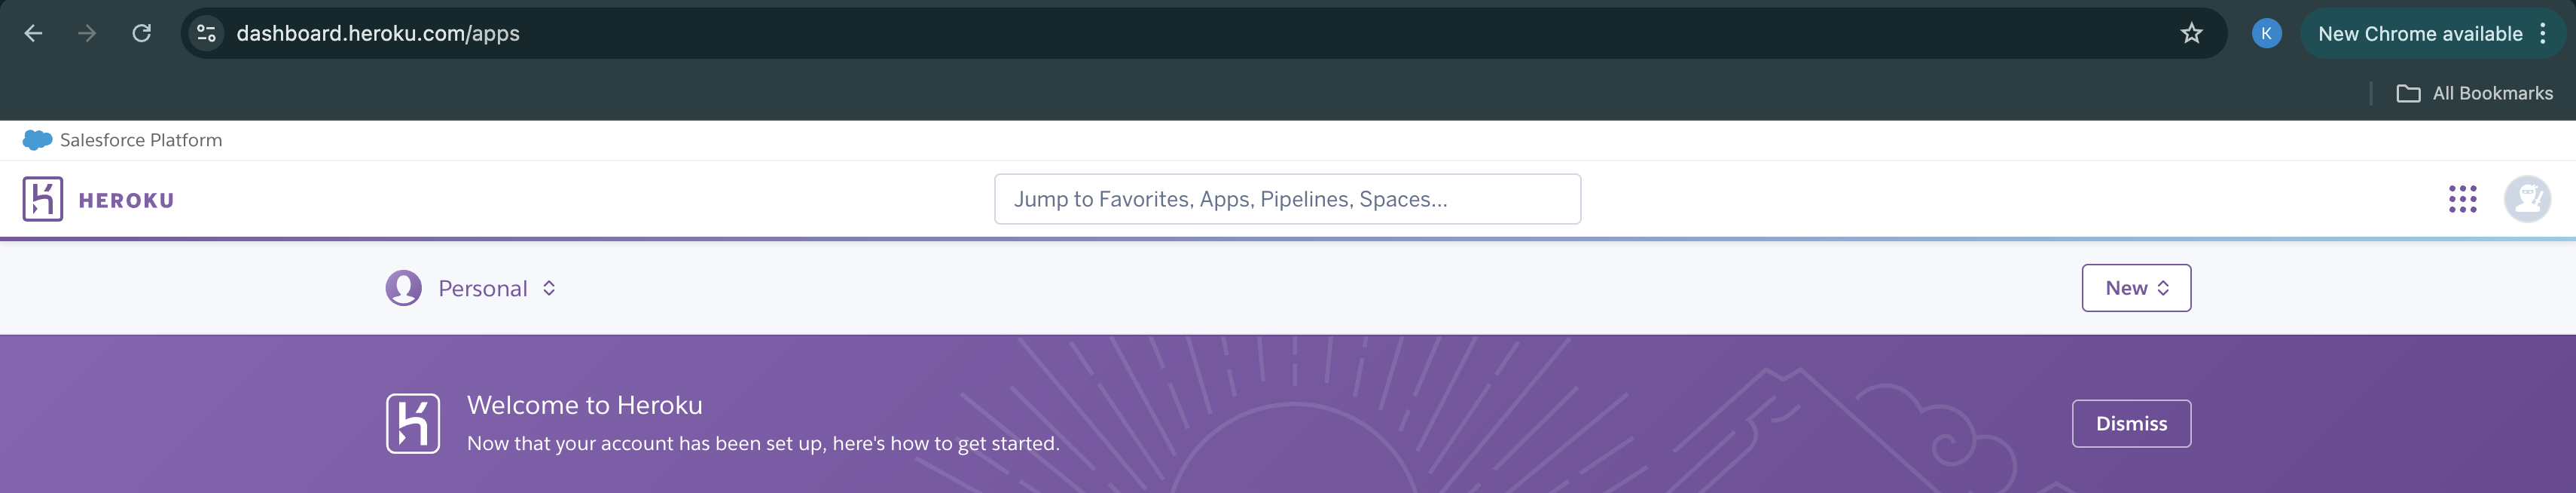 dashboard.heroku.com/apps
K
New Chrome available
All Bookmarks
Salesforce Platform
HEROKU
Jump to Favorites, Apps, Pipelines, Spaces...
Personal
New
Welcome to Heroku
Now that your account has been set up, here's how to get started.
Dismiss